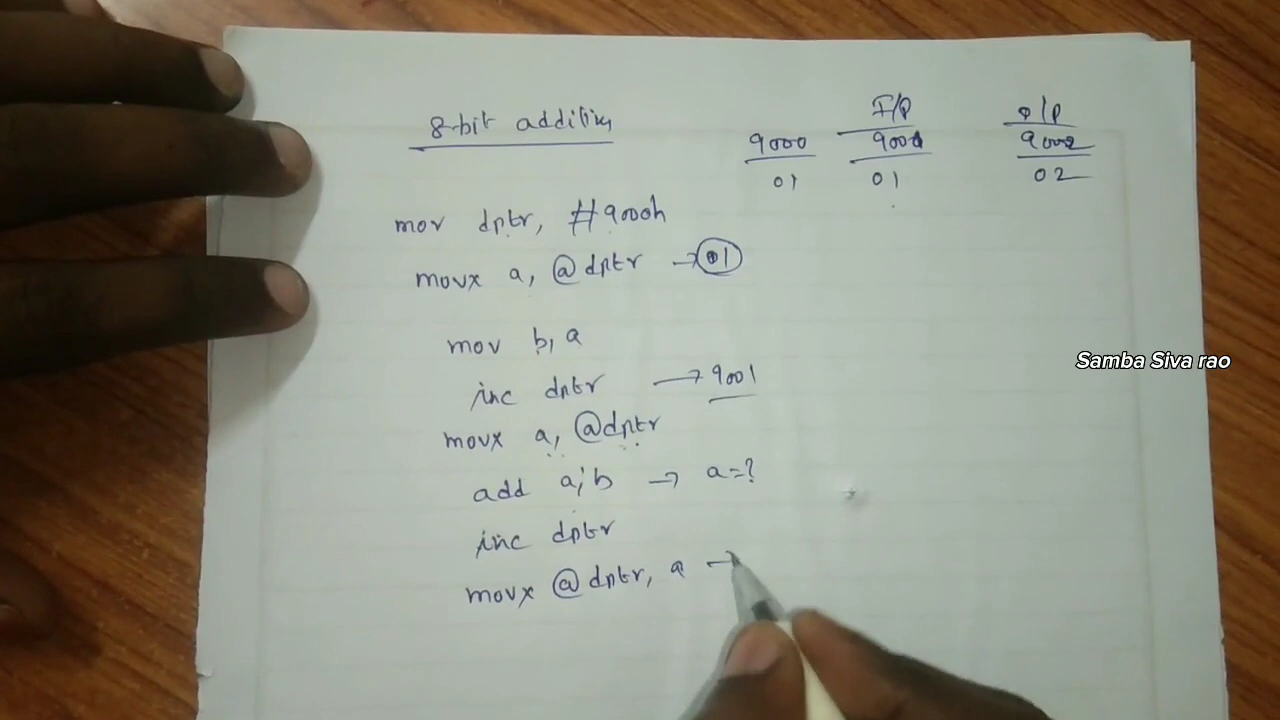 8-bit addition
I/P
O/P
9000 9001 9002
01 01 02
mov dptr, #9000h
movx a, @dptr → 01
mov b, a
inc dptr → 9001
movx a, @dptr
add a, b → a=?
inc dptr
movx @dptr, a →
Samba Siva rao